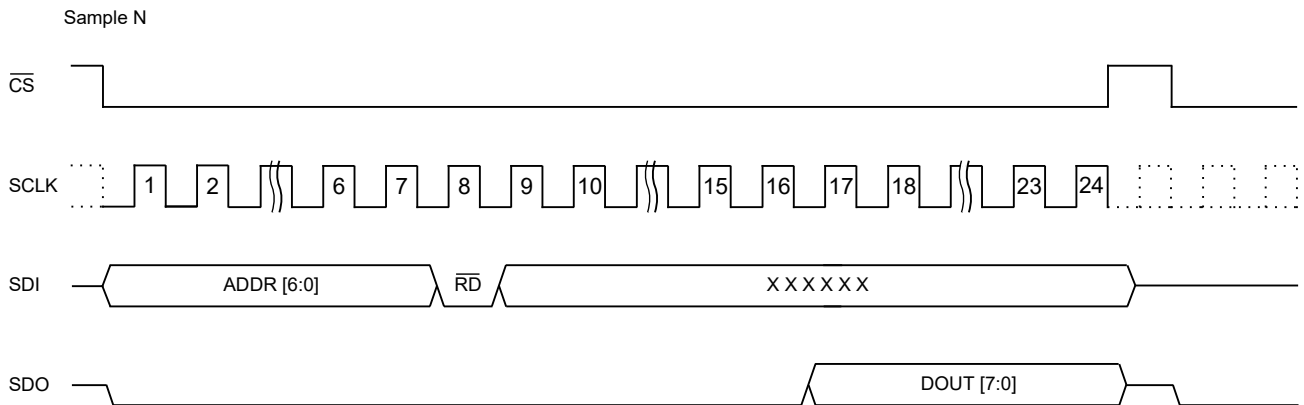 Sample N
CS
SCLK 1 2 6 7 8 9 10 15 16 17 18 23 24
SDI ADDR [6:0] RD X X X X X X
SDO DOUT [7:0]